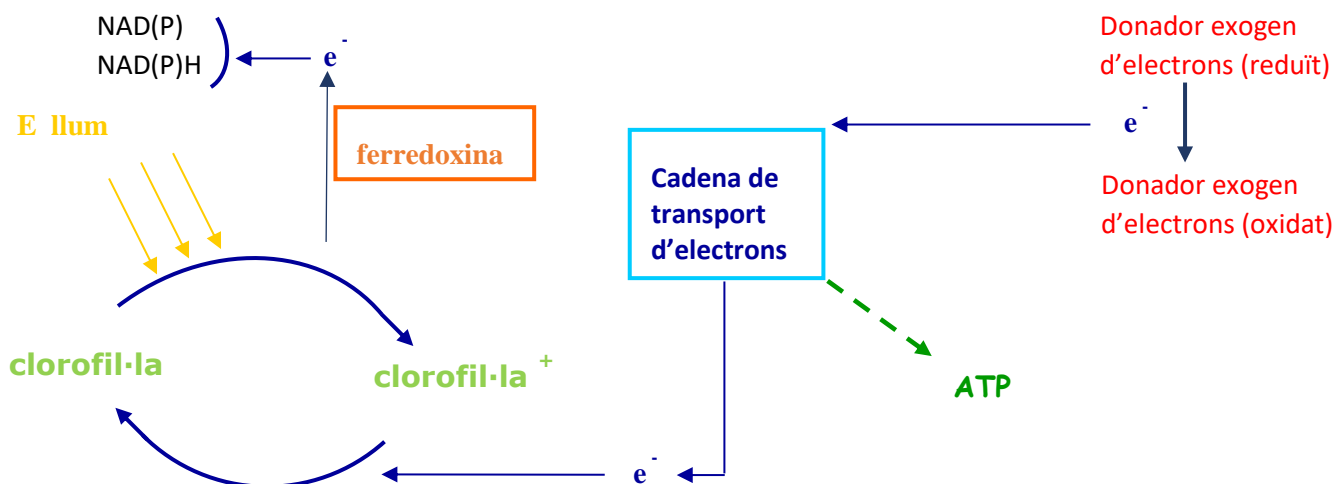 NAD(P)
NAD(P)H
e -
E llum
ferredoxina
clorofil·la
clorofil·la +
Cadena de
transport
d’electrons
ATP
e -
Donador exogen
d’electrons (reduït)
e -
Donador exogen
d’electrons (oxidat)